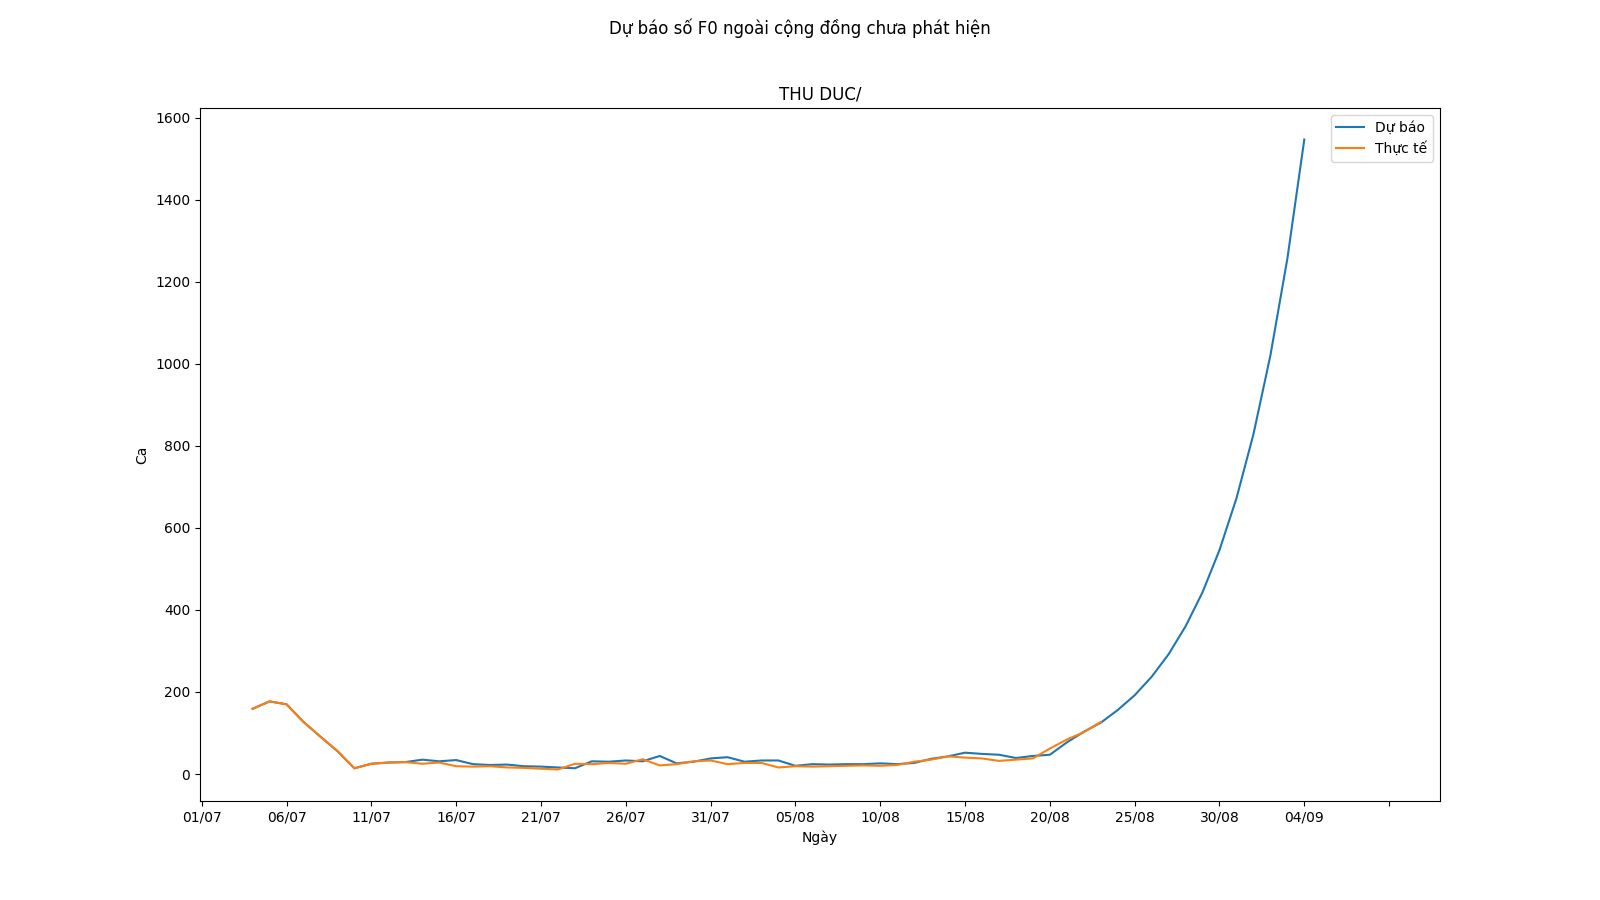 Dự báo số F0 ngoài cộng đồng chưa phát hiện
THU DUC/
Dự báo
Thực tế
1600
1400
1200
1000
800
600
400
200
0
Ca
01/07 06/07 11/07 16/07 21/07 26/07 31/07 05/08 10/08 15/08 20/08 25/08 30/08 04/09
Ngày